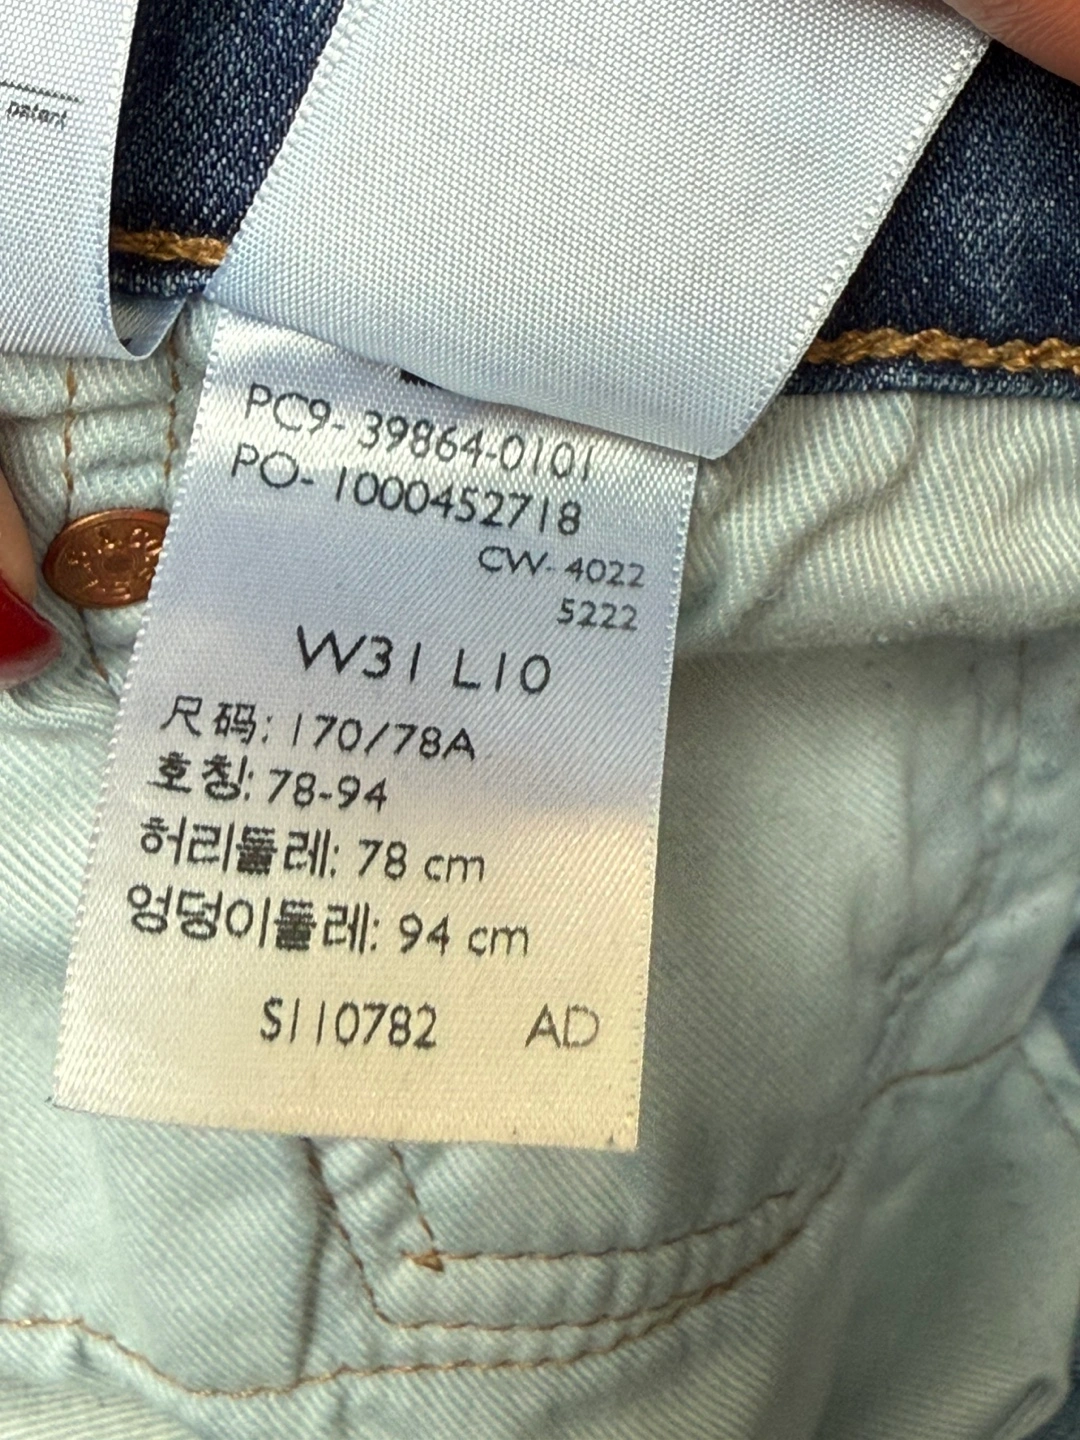 patent
PC9-39864-0101
PO-1000452718
CW-4022
5222
W31 L10
尺码: 170/78A
호칭: 78-94
허리둘레: 78 cm
엉덩이둘레: 94 cm
S110782 AD